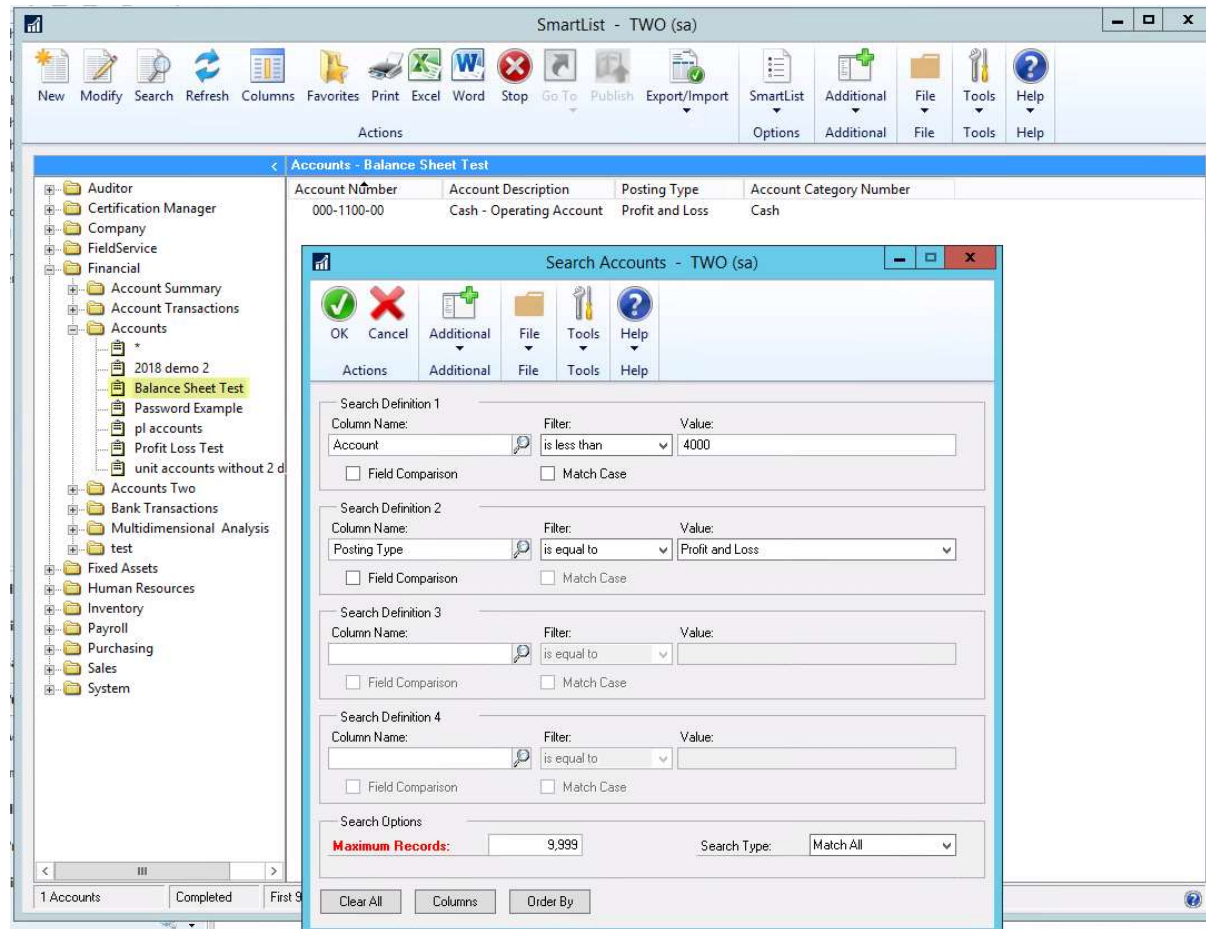 SmartList - TWO (sa)
New Modify Search Refresh Columns Favorites Print Excel Word Stop Go To Publish Export/Import SmartList Additional File Tools Help
Actions Options Additional File Tools Help
Accounts - Balance Sheet Test
Account Number Account Description Posting Type Account Category Number
000-1100-00 Cash - Operating Account Profit and Loss Cash
Auditor
Certification Manager
Company
FieldService
Financial
Account Summary
Account Transactions
Accounts
*
2018 demo 2
Balance Sheet Test
Password Example
pl accounts
Profit Loss Test
unit accounts without 2 d
Accounts Two
Bank Transactions
Multidimensional Analysis
test
Fixed Assets
Human Resources
Inventory
Payroll
Purchasing
Sales
System
1 Accounts Completed First 9
Search Accounts - TWO (sa)
OK Cancel Additional File Tools Help
Actions Additional File Tools Help
Search Definition 1
Column Name: Filter: Value:
Account is less than 4000
Field Comparison Match Case
Search Definition 2
Column Name: Filter: Value:
Posting Type is equal to Profit and Loss
Field Comparison Match Case
Search Definition 3
Column Name: Filter: Value:
is equal to
Field Comparison Match Case
Search Definition 4
Column Name: Filter: Value:
is equal to
Field Comparison Match Case
Search Options
Maximum Records: 9,999 Search Type: Match All
Clear All Columns Order By